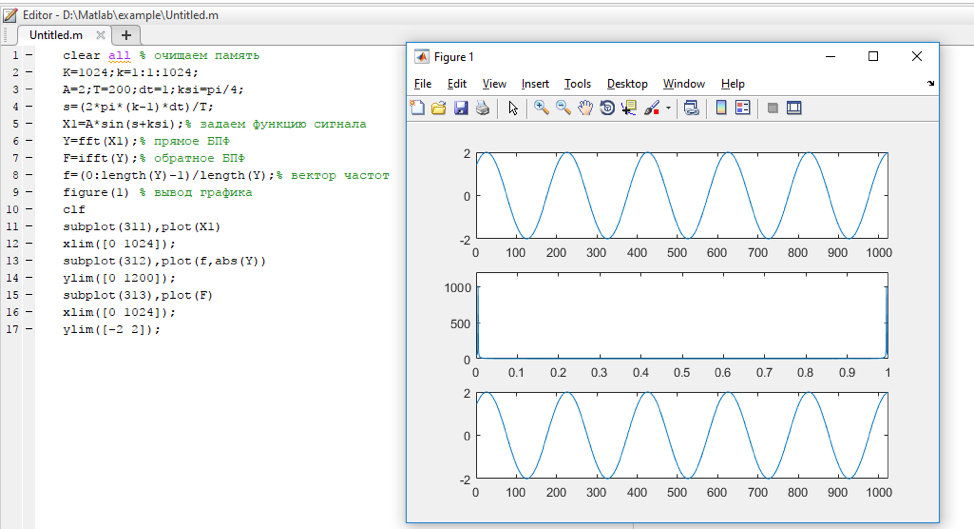 Editor - D:\Matlab\example\Untitled.m
Untitled.m
1 clear all % очищаем память
2 K=1024;k=1:1:1024;
3 A=2;T=200;dt=1;ksi=pi/4;
4 s=(2*pi*(k-1)*dt)/T;
5 X1=A*sin(s+ksi);% задаем функцию сигнала
6 Y=fft(X1);% прямое БПФ
7 F=ifft(Y);% обратное БПФ
8 f=(0:length(Y)-1)/length(Y);% вектор частот
9 figure(1) % вывод графика
10 clf
11 subplot(311),plot(X1)
12 xlim([0 1024]);
13 subplot(312),plot(f,abs(Y))
14 ylim([0 1200]);
15 subplot(313),plot(F)
16 xlim([0 1024]);
17 ylim([-2 2]);
Figure 1
File Edit View Insert Tools Desktop Window Help
2
0
-2
0 100 200 300 400 500 600 700 800 900 1000
1000
500
0
0 0.1 0.2 0.3 0.4 0.5 0.6 0.7 0.8 0.9 1
2
0
-2
0 100 200 300 400 500 600 700 800 900 1000